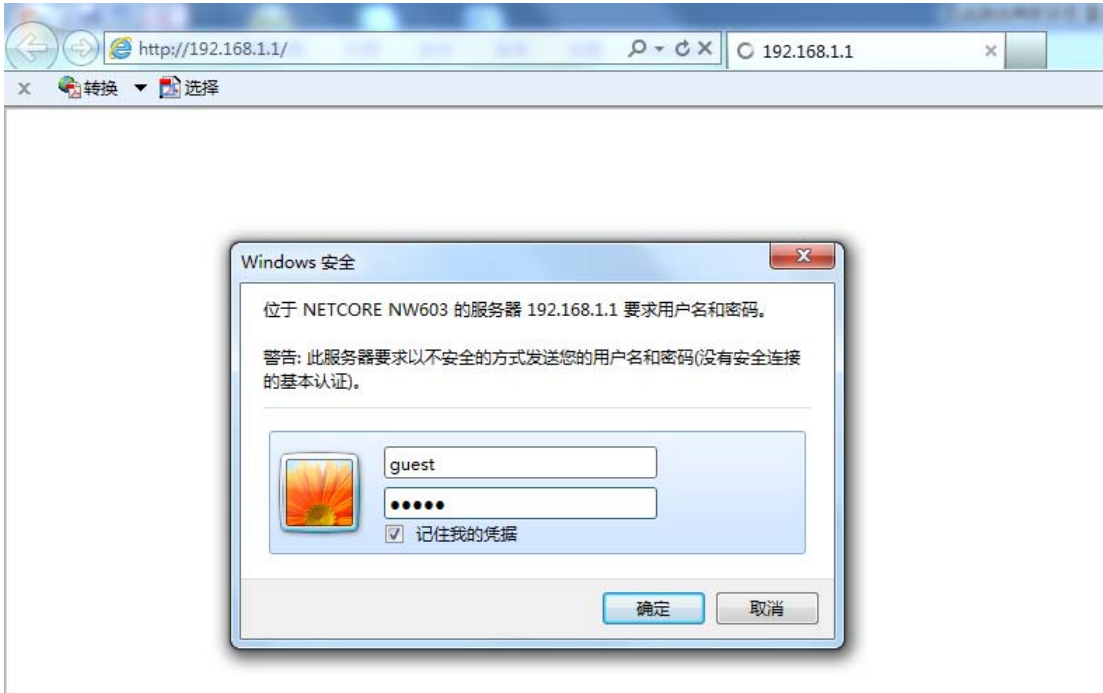 http://192.168.1.1/
192.168.1.1
转换
选择
Windows 安全
位于 NETCORE NW603 的服务器 192.168.1.1 要求用户名和密码。
警告: 此服务器要求以不安全的方式发送您的用户名和密码(没有安全连接
的基本认证)。
guest
●●●●●
记住我的凭据
确定
取消